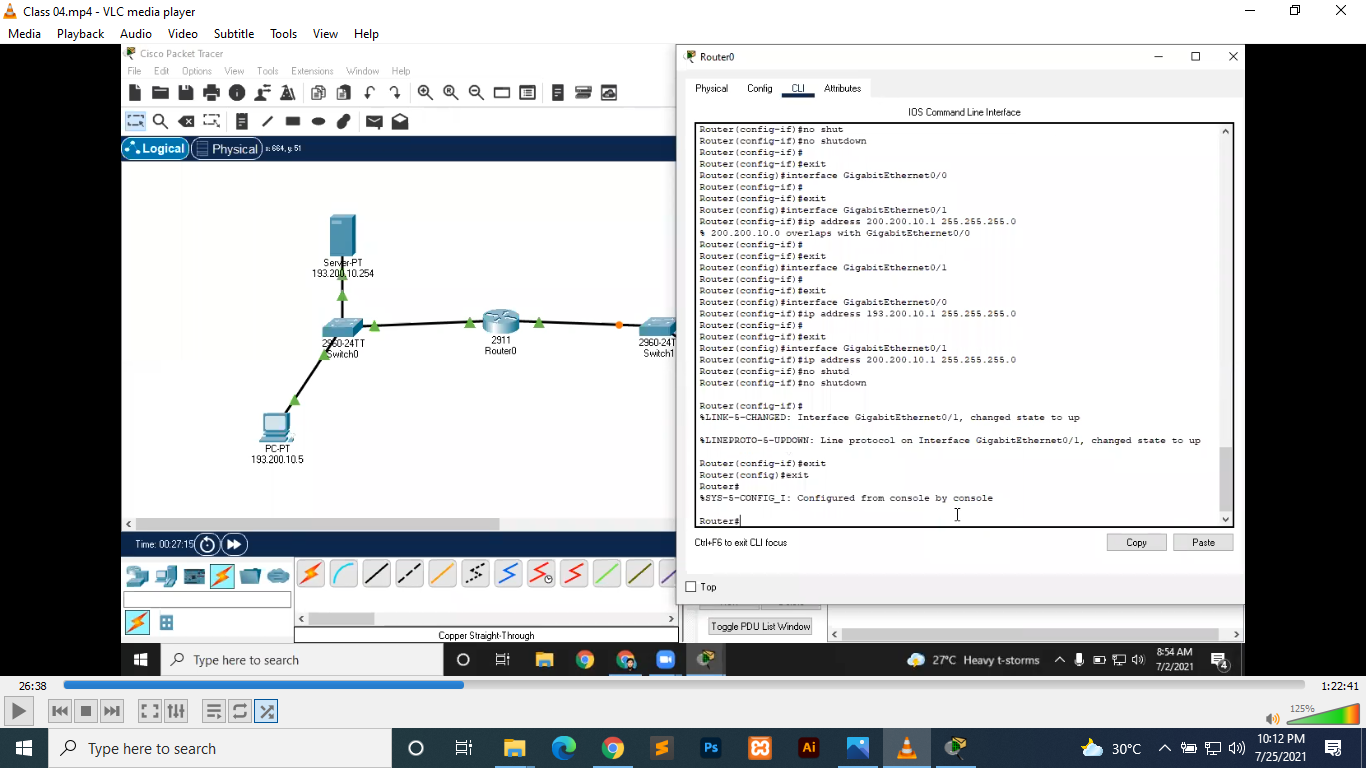 Class 04.mp4 - VLC media player
Media Playback Audio Video Subtitle Tools View Help
Cisco Packet Tracer
File Edit Options View Tools Extensions Window Help
Logical Physical x: 664, y: 51
Server-PT
193.200.10.254
2960-24TT
Switch0
2911
Router0
2960-24T
Switch1
PC-PT
193.200.10.5
Time: 00:27:15
Copper Straight-Through
Router0
Physical Config CLI Attributes
IOS Command Line Interface
Router(config-if)#no shut
Router(config-if)#no shutdown
Router(config-if)#
Router(config-if)#exit
Router(config)#interface GigabitEthernet0/0
Router(config-if)#
Router(config-if)#exit
Router(config)#interface GigabitEthernet0/1
Router(config-if)#ip address 200.200.10.1 255.255.255.0
% 200.200.10.0 overlaps with GigabitEthernet0/0
Router(config-if)#
Router(config-if)#exit
Router(config)#interface GigabitEthernet0/1
Router(config-if)#
Router(config-if)#exit
Router(config)#interface GigabitEthernet0/0
Router(config-if)#ip address 193.200.10.1 255.255.255.0
Router(config-if)#
Router(config-if)#exit
Router(config)#interface GigabitEthernet0/1
Router(config-if)#ip address 200.200.10.1 255.255.255.0
Router(config-if)#no shutd
Router(config-if)#no shutdown
Router(config-if)#
%LINK-5-CHANGED: Interface GigabitEthernet0/1, changed state to up
%LINEPROTO-5-UPDOWN: Line protocol on Interface GigabitEthernet0/1, changed state to up
Router(config-if)#exit
Router(config)#exit
Router#
%SYS-5-CONFIG_I: Configured from console by console
Router#
Ctrl+F6 to exit CLI focus
Copy Paste
Top
Toggle PDU List Window
Type here to search
27°C Heavy t-storms
8:54 AM
7/2/2021
4
26:38
1:22:41
125%
Type here to search
Ps
Ai
30°C
10:12 PM
7/25/2021